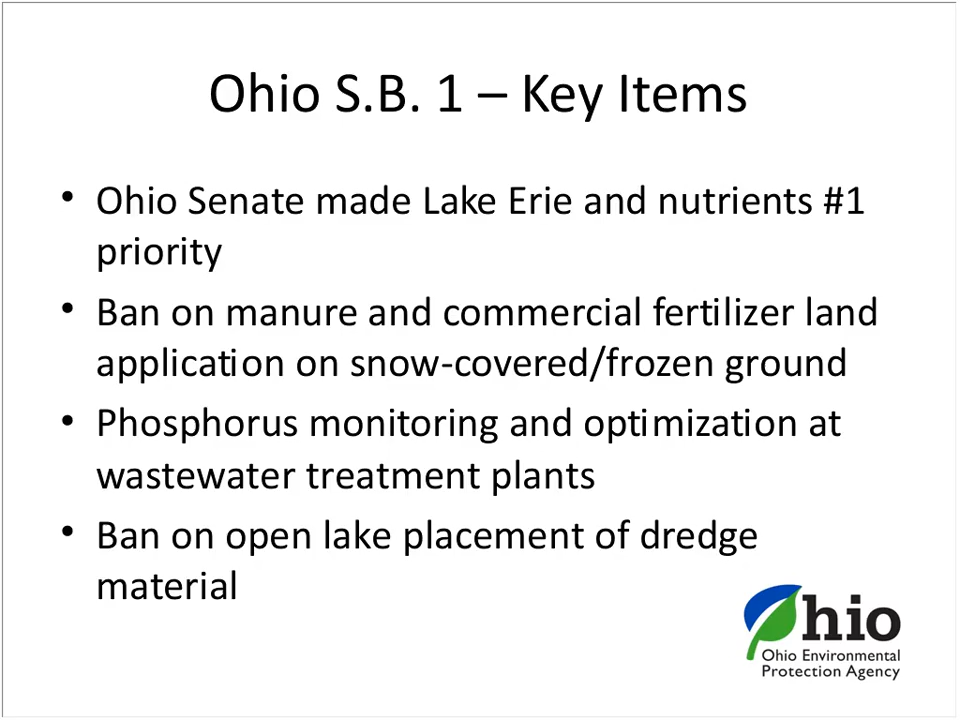 Ohio S.B. 1 – Key Items
• Ohio Senate made Lake Erie and nutrients #1
priority
• Ban on manure and commercial fertilizer land
application on snow-covered/frozen ground
• Phosphorus monitoring and optimization at
wastewater treatment plants
• Ban on open lake placement of dredge
material
Ohio
Ohio Environmental
Protection Agency